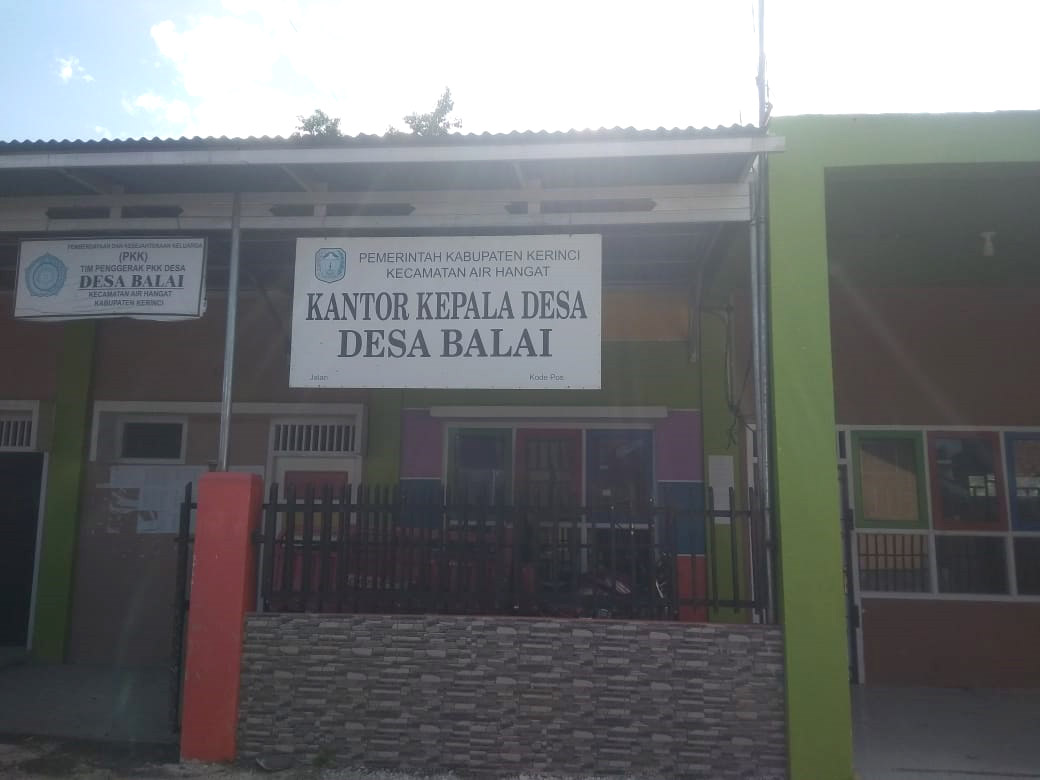 PEMBERDAYAAN DAN KESEJAHTERAAN KELUARGA
(PKK)
TIM PENGGERAK PKK DESA
DESA BALAI
KECAMATAN AIR HANGAT
KABUPATEN KERINCI
PEMERINTAH KABUPATEN KERINCI
KECAMATAN AIR HANGAT
KANTOR KEPALA DESA
DESA BALAI
Jalan
Kode Pos